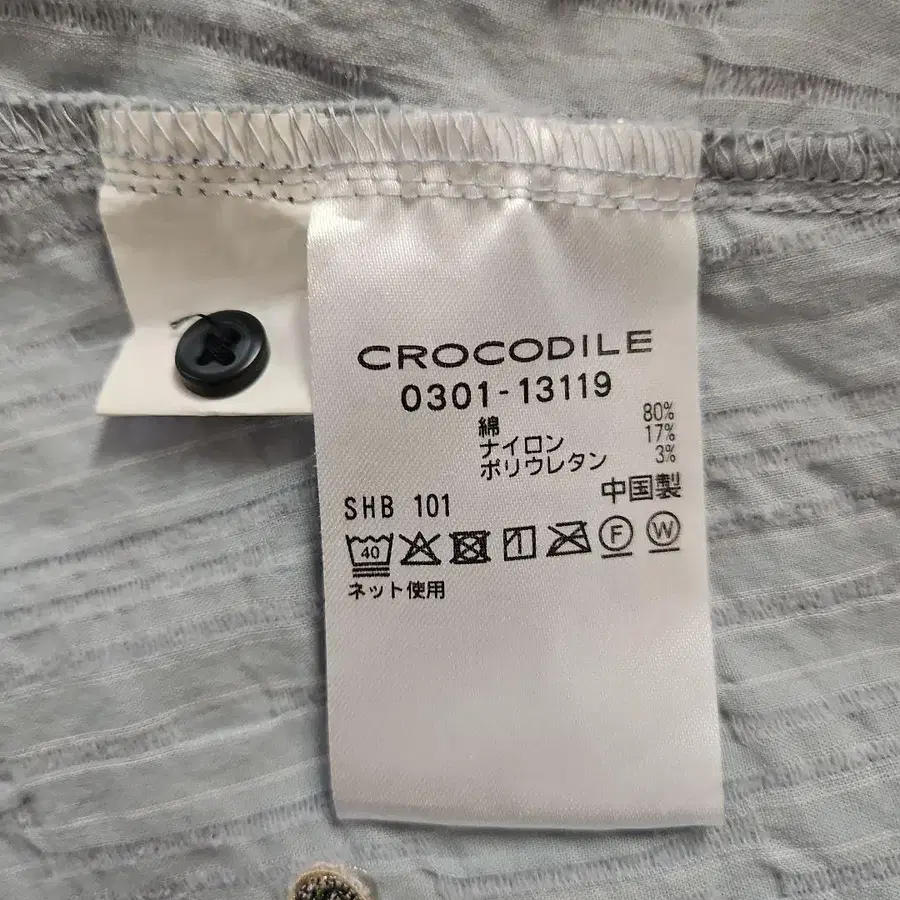 CROCODILE
0301-13119
綿 80%
ナイロン 17%
ポリウレタン 3%
中国製
SHB 101
40 F W
ネット使用